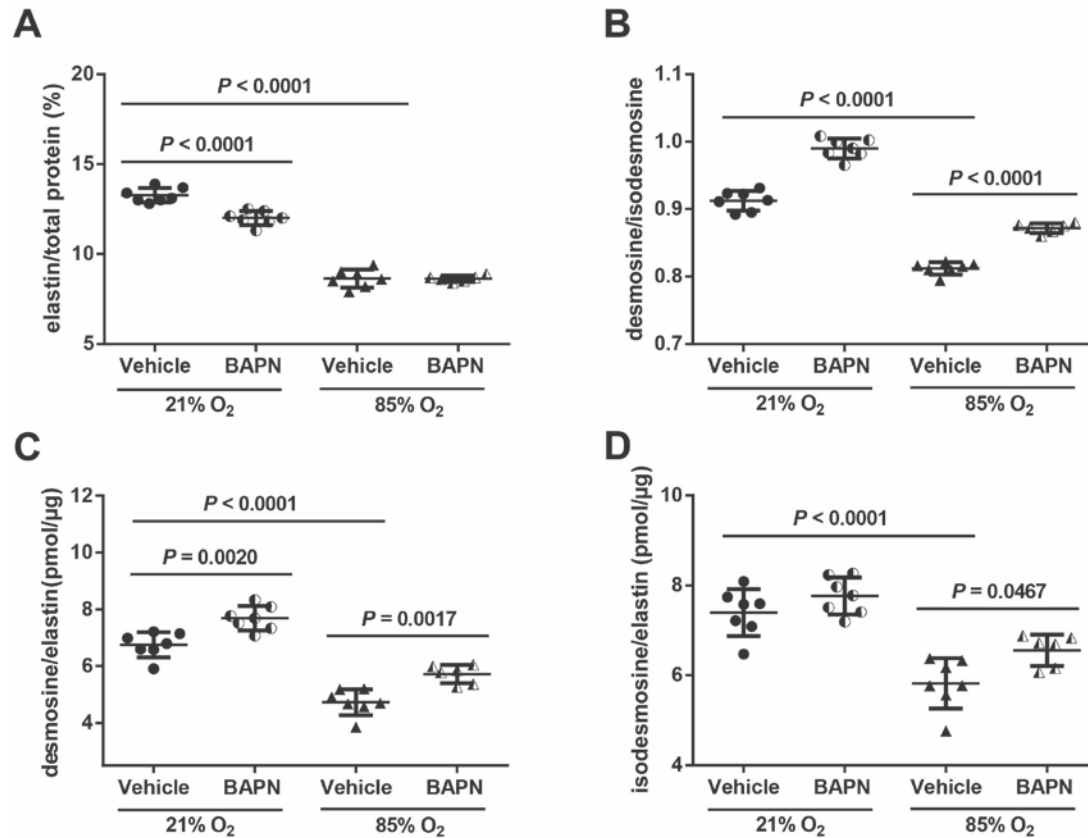 A
elastin/total protein (%)
20
15
10
5
P < 0.0001
P < 0.0001
Vehicle BAPN Vehicle BAPN
21% O₂ 85% O₂
B
desmosine/isodesmosine
1.1
1.0
0.9
0.8
0.7
P < 0.0001
P < 0.0001
Vehicle BAPN Vehicle BAPN
21% O₂ 85% O₂
C
desmosine/elastin(pmol/μg)
12
10
8
6
4
P < 0.0001
P = 0.0020
P = 0.0017
Vehicle BAPN Vehicle BAPN
21% O₂ 85% O₂
D
isodesmosine/elastin (pmol/μg)
10
8
6
4
P < 0.0001
P = 0.0467
Vehicle BAPN Vehicle BAPN
21% O₂ 85% O₂